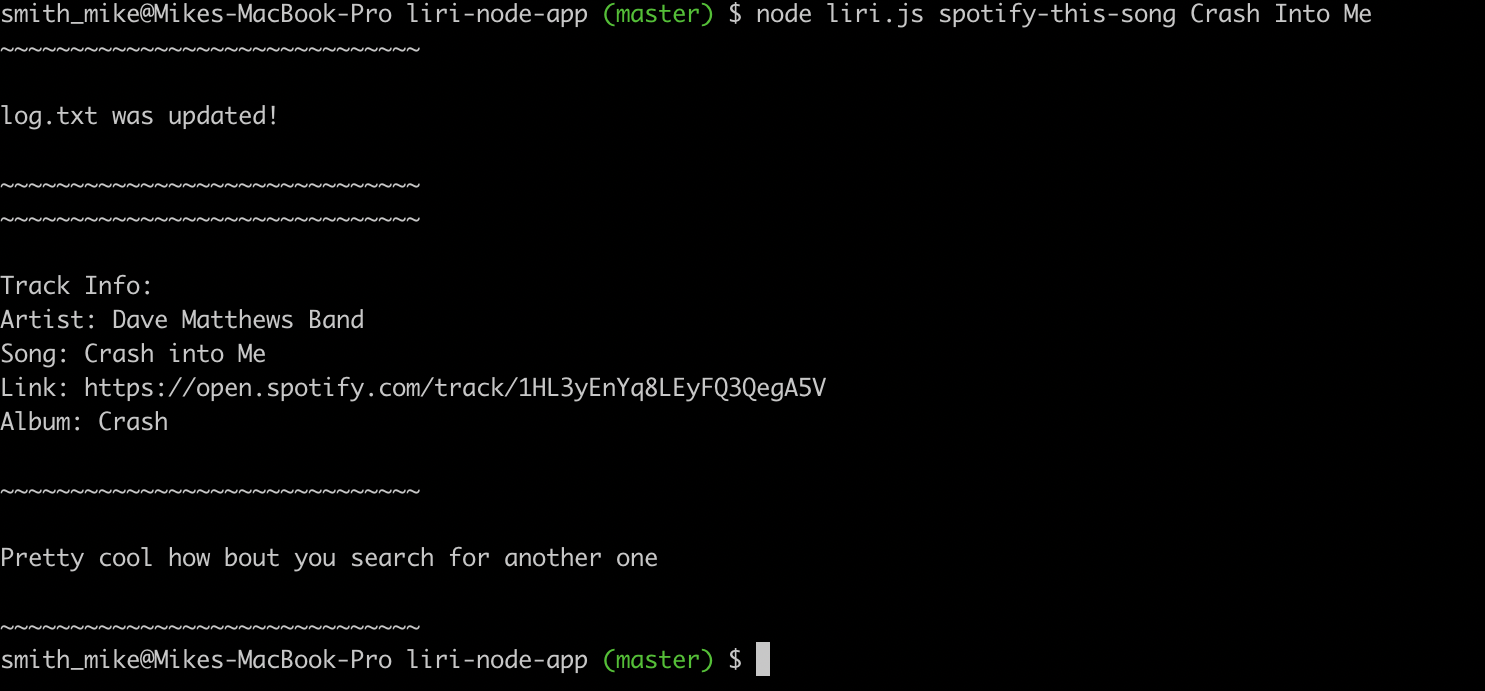 smith_mike@Mikes-MacBook-Pro liri-node-app (master) $ node liri.js spotify-this-song Crash Into Me
~~~~~~~~~~~~~~~~~~~~~~~~~~~~~~
log.txt was updated!
~~~~~~~~~~~~~~~~~~~~~~~~~~~~~~
~~~~~~~~~~~~~~~~~~~~~~~~~~~~~~
Track Info:
Artist: Dave Matthews Band
Song: Crash into Me
Link: https://open.spotify.com/track/1HL3yEnYq8LEyFQ3QegA5V
Album: Crash
~~~~~~~~~~~~~~~~~~~~~~~~~~~~~~
Pretty cool how bout you search for another one
~~~~~~~~~~~~~~~~~~~~~~~~~~~~~~
smith_mike@Mikes-MacBook-Pro liri-node-app (master) $